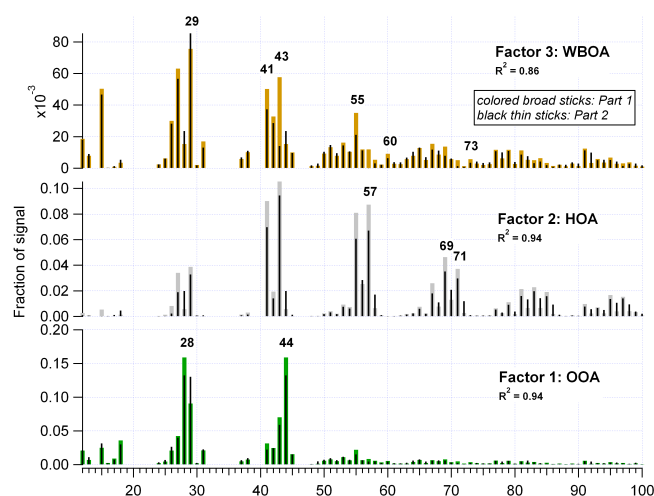 29
80
60
40
20
0
x10-3
43
41
55
60
73
Factor 3: WBOA
R2 = 0.86
colored broad sticks: Part 1
black thin sticks: Part 2
Fraction of signal
0.10
0.08
0.06
0.04
0.02
0.00
57
69
71
Factor 2: HOA
R2 = 0.94
0.20
0.15
0.10
0.05
0.00
28
44
Factor 1: OOA
R2 = 0.94
20 30 40 50 60 70 80 90 100